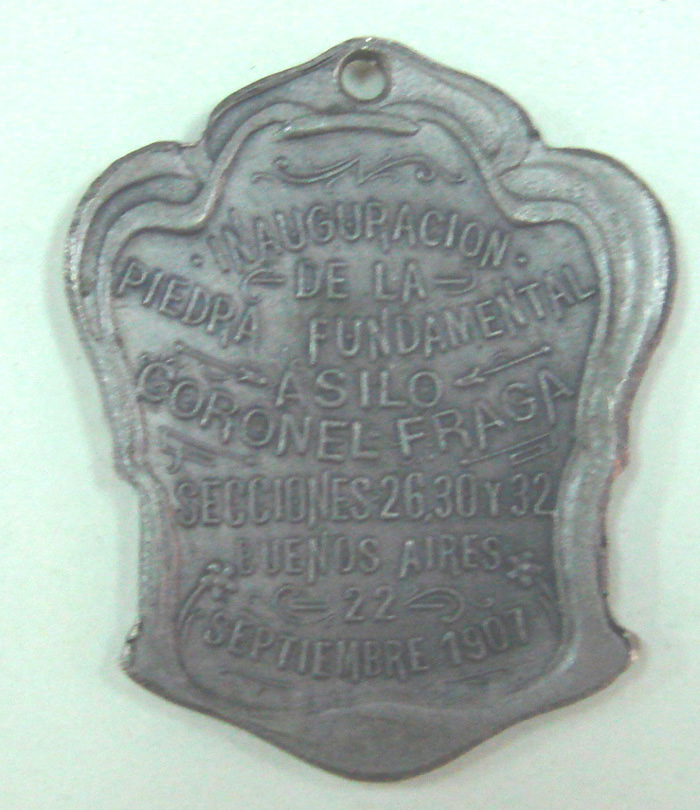 ·INAUGURACION·
DE LA
PIEDRA FUNDAMENTAL
ASILO
CORONEL FRAGA
SECCIONES 26,30 Y 32
BUENOS AIRES
22
SEPTIEMBRE 1907